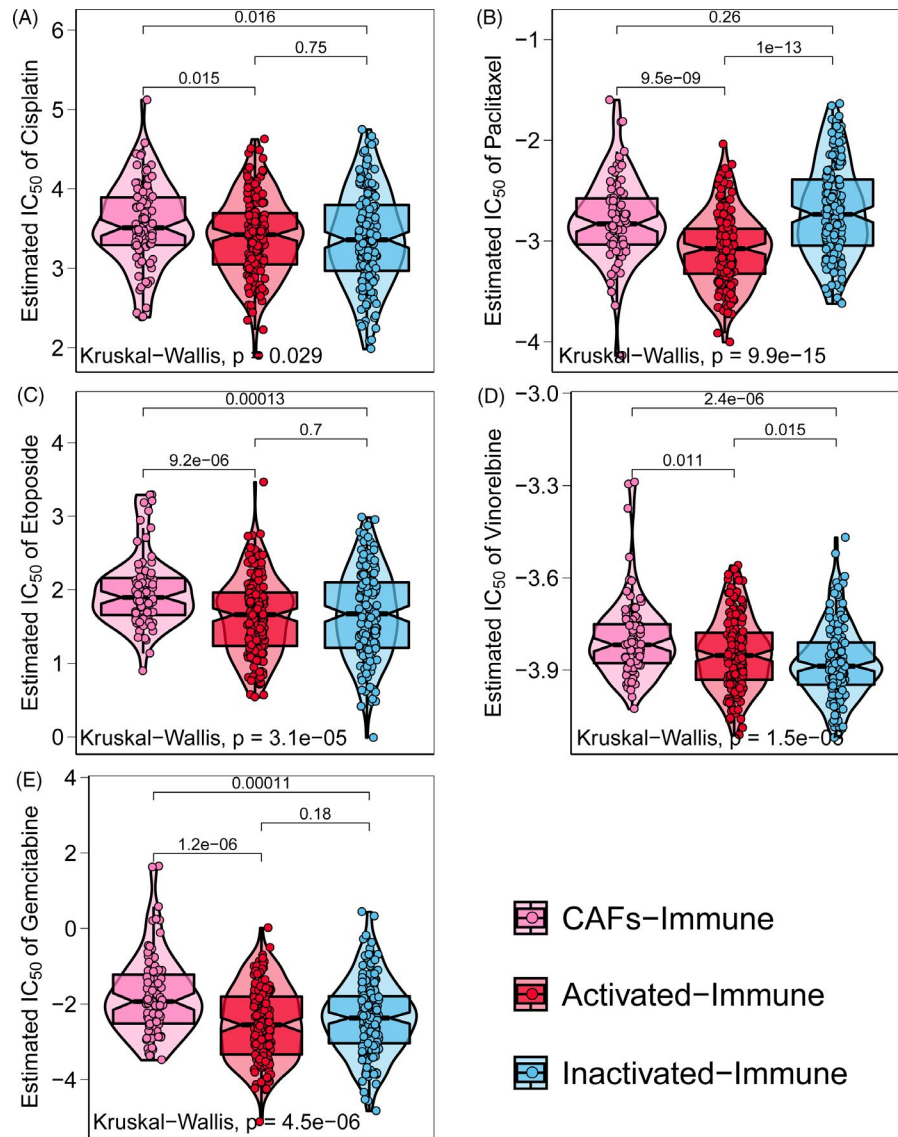 (A)
0.016
0.75
0.015
Estimated IC50 of Cisplatin
6
5
4
3
2
Kruskal−Wallis, p = 0.029
(B)
0.26
1e−13
9.5e−09
Estimated IC50 of Paclitaxel
−1
−2
−3
−4
Kruskal−Wallis, p = 9.9e−15
(C)
0.00013
0.7
9.2e−06
Estimated IC50 of Etoposide
4
3
2
1
0
Kruskal−Wallis, p = 3.1e−05
(D)
2.4e−06
0.015
0.011
Estimated IC50 of Vinorelbine
−3.0
−3.3
−3.6
−3.9
Kruskal−Wallis, p = 1.5e−0
(E)
0.00011
0.18
1.2e−06
Estimated IC50 of Gemcitabine
4
2
0
−2
−4
Kruskal−Wallis, p = 4.5e−06
CAFs−Immune
Activated−Immune
Inactivated−Immune